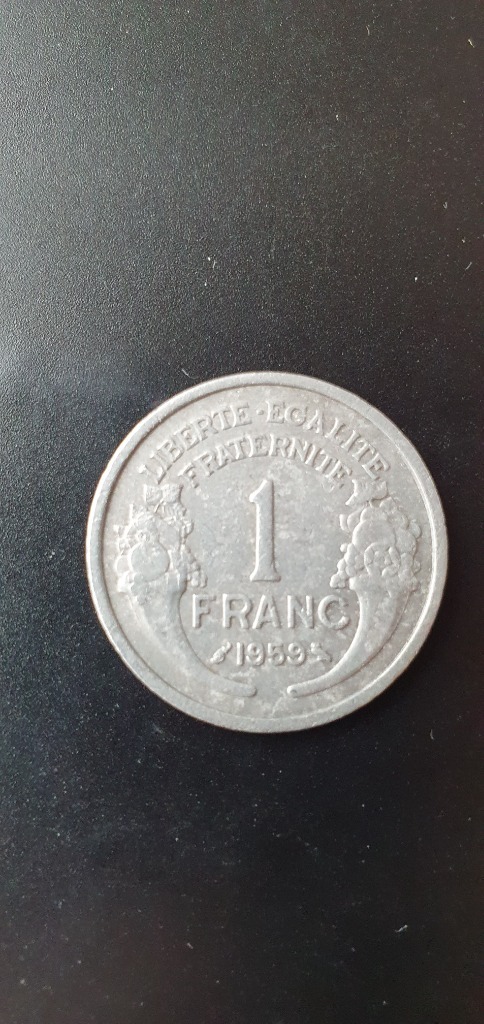 LIBERTE · EGALITE
FRATERNITE
1
FRANC
1959